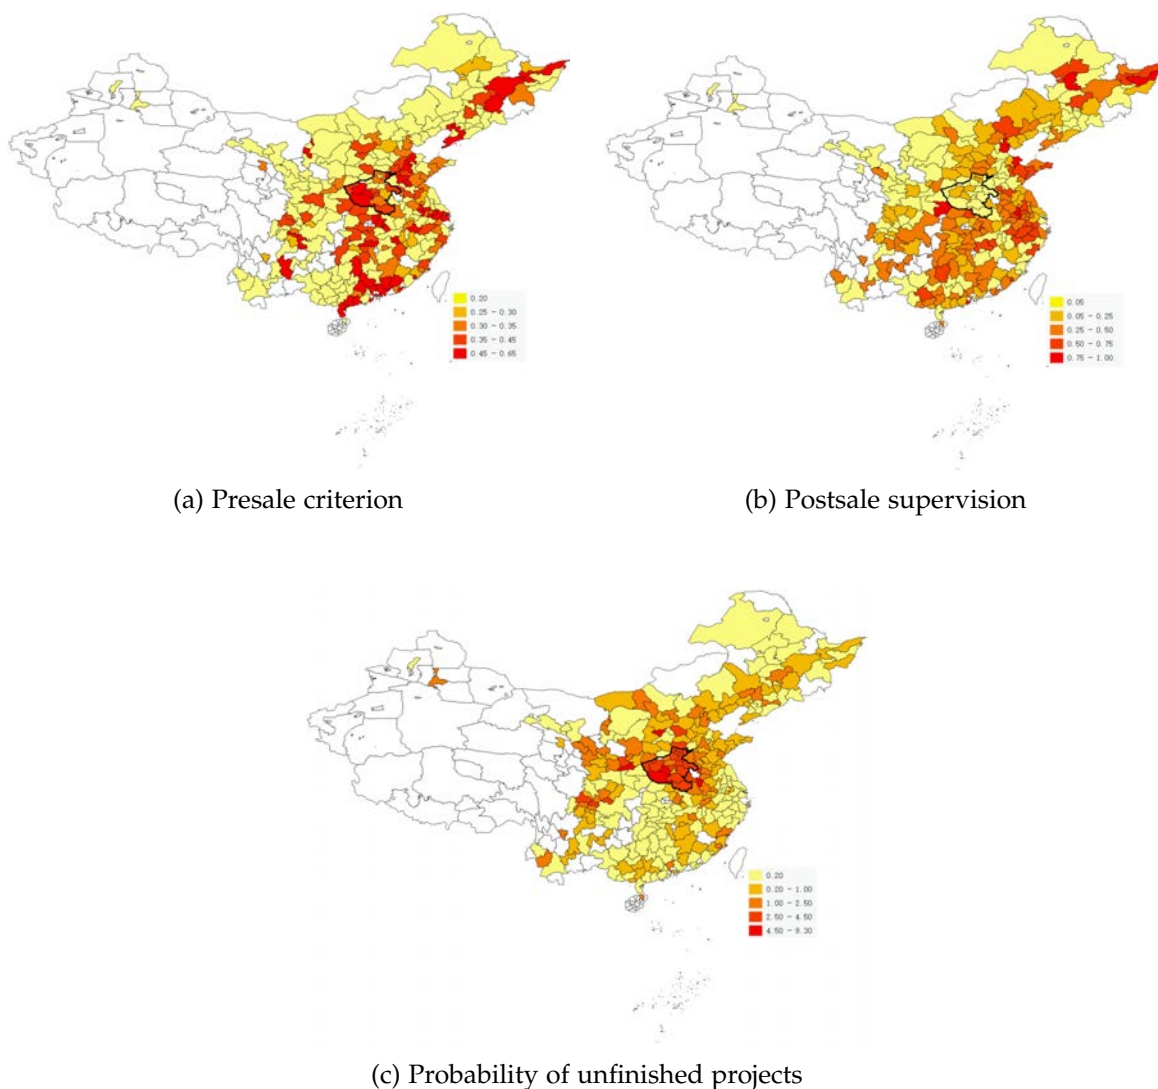 0.20
0.25 - 0.30
0.30 - 0.35
0.35 - 0.45
0.45 - 0.65
0.05
0.05 - 0.25
0.25 - 0.50
0.50 - 0.75
0.75 - 1.00
(a) Presale criterion
(b) Postsale supervision
0.20
0.20 - 1.00
1.00 - 2.50
2.50 - 4.50
4.50 - 9.30
(c) Probability of unfinished projects